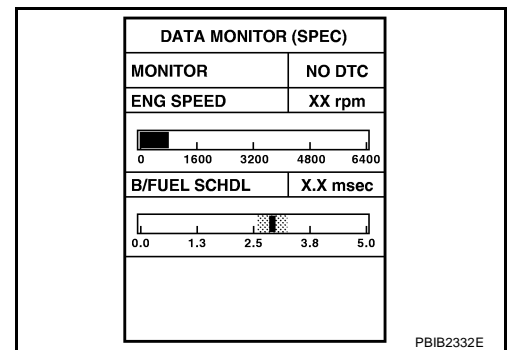 DATA MONITOR (SPEC)
MONITOR NO DTC
ENG SPEED XX rpm
0 1600 3200 4800 6400
B/FUEL SCHDL X.X msec
0.0 1.3 2.5 3.8 5.0
PBIB2332E